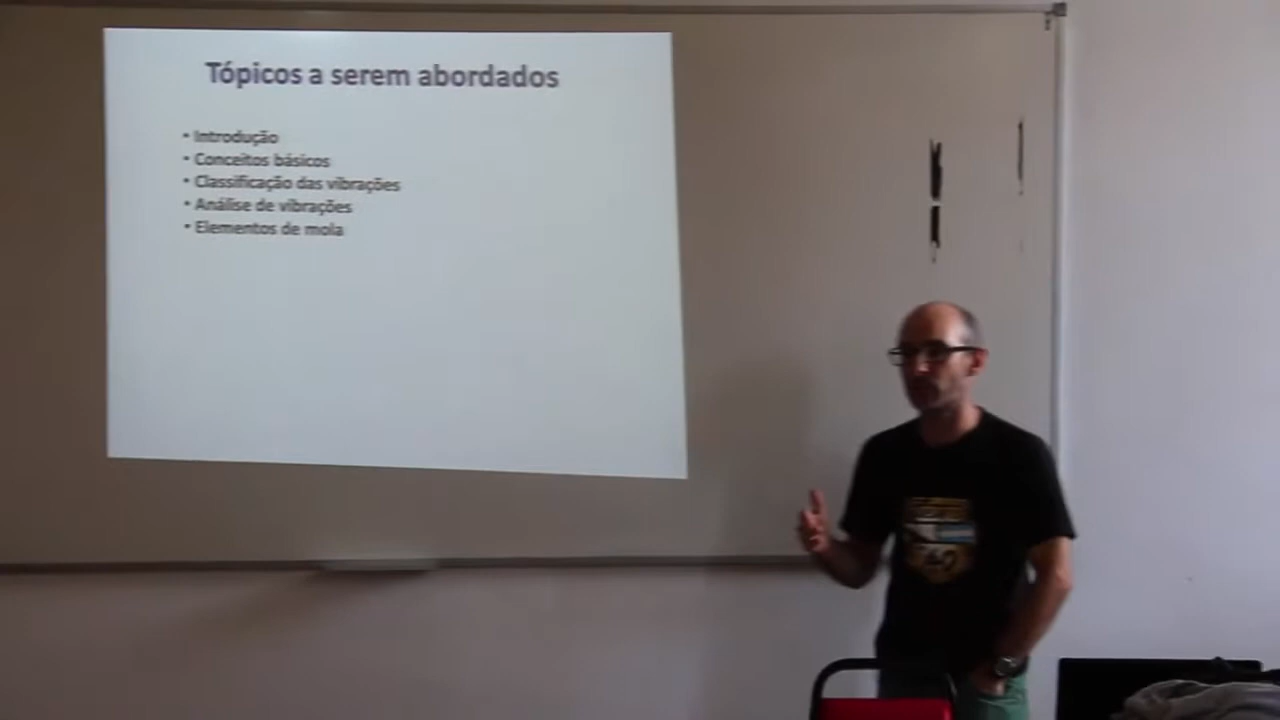 Tópicos a serem abordados
• Introdução
• Conceitos básicos
• Classificação das vibrações
• Análise de vibrações
• Elementos de mola